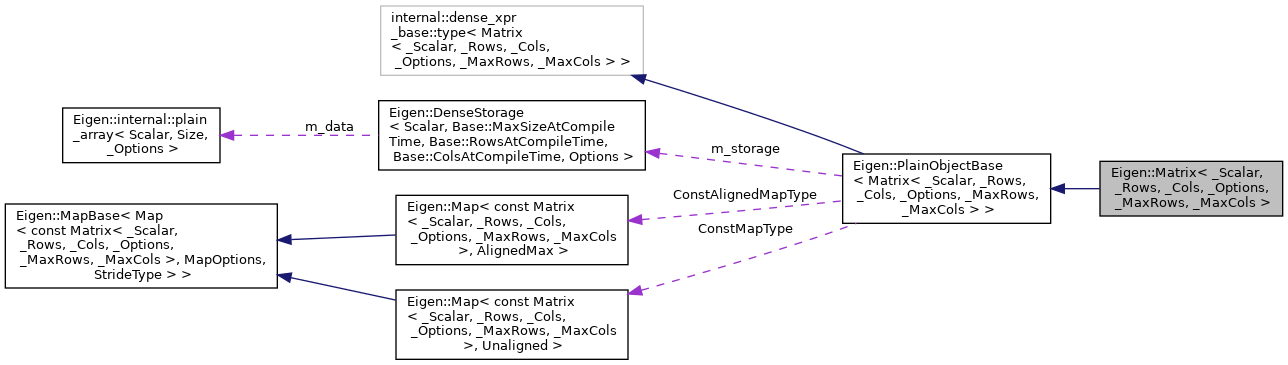 internal::dense_xpr
_base::type< Matrix
< _Scalar, _Rows, _Cols,
_Options, _MaxRows, _MaxCols > >
Eigen::internal::plain
_array< Scalar, Size,
_Options >
m_data
Eigen::DenseStorage
< Scalar, Base::MaxSizeAtCompile
Time, Base::RowsAtCompileTime,
Base::ColsAtCompileTime, Options >
m_storage
Eigen::MapBase< Map
< const Matrix< _Scalar,
_Rows, _Cols, _Options,
_MaxRows, _MaxCols >, MapOptions,
StrideType > >
Eigen::Map< const Matrix
< _Scalar, _Rows, _Cols,
_Options, _MaxRows, _MaxCols
>, AlignedMax >
ConstAlignedMapType
ConstMapType
Eigen::Map< const Matrix
< _Scalar, _Rows, _Cols,
_Options, _MaxRows, _MaxCols
>, Unaligned >
Eigen::PlainObjectBase
< Matrix< _Scalar, _Rows,
_Cols, _Options, _MaxRows,
_MaxCols > >
Eigen::Matrix< _Scalar,
_Rows, _Cols, _Options,
_MaxRows, _MaxCols >